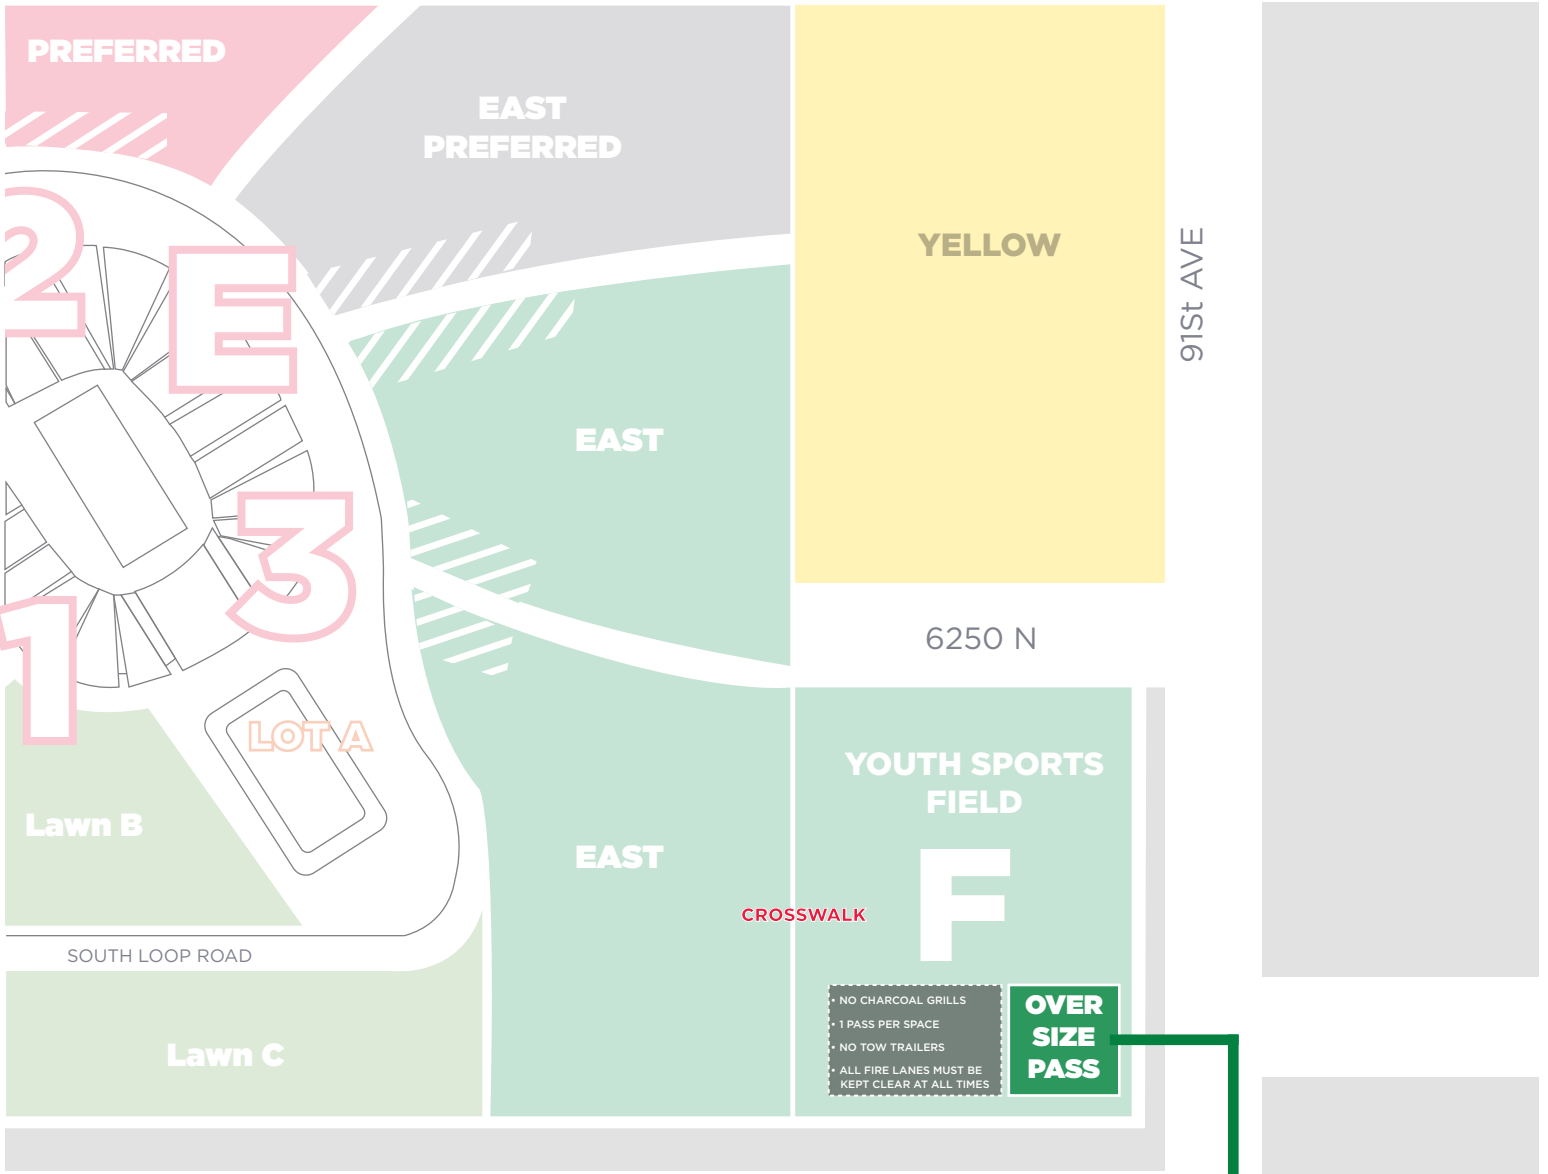 PREFERRED
EAST
PREFERRED
YELLOW
91St AVE
2
E
EAST
3
1
6250 N
LOT A
YOUTH SPORTS
FIELD
F
Lawn B
EAST
CROSSWALK
SOUTH LOOP ROAD
Lawn C
• NO CHARCOAL GRILLS
• 1 PASS PER SPACE
• NO TOW TRAILERS
• ALL FIRE LANES MUST BE
KEPT CLEAR AT ALL TIMES
OVER
SIZE
PASS